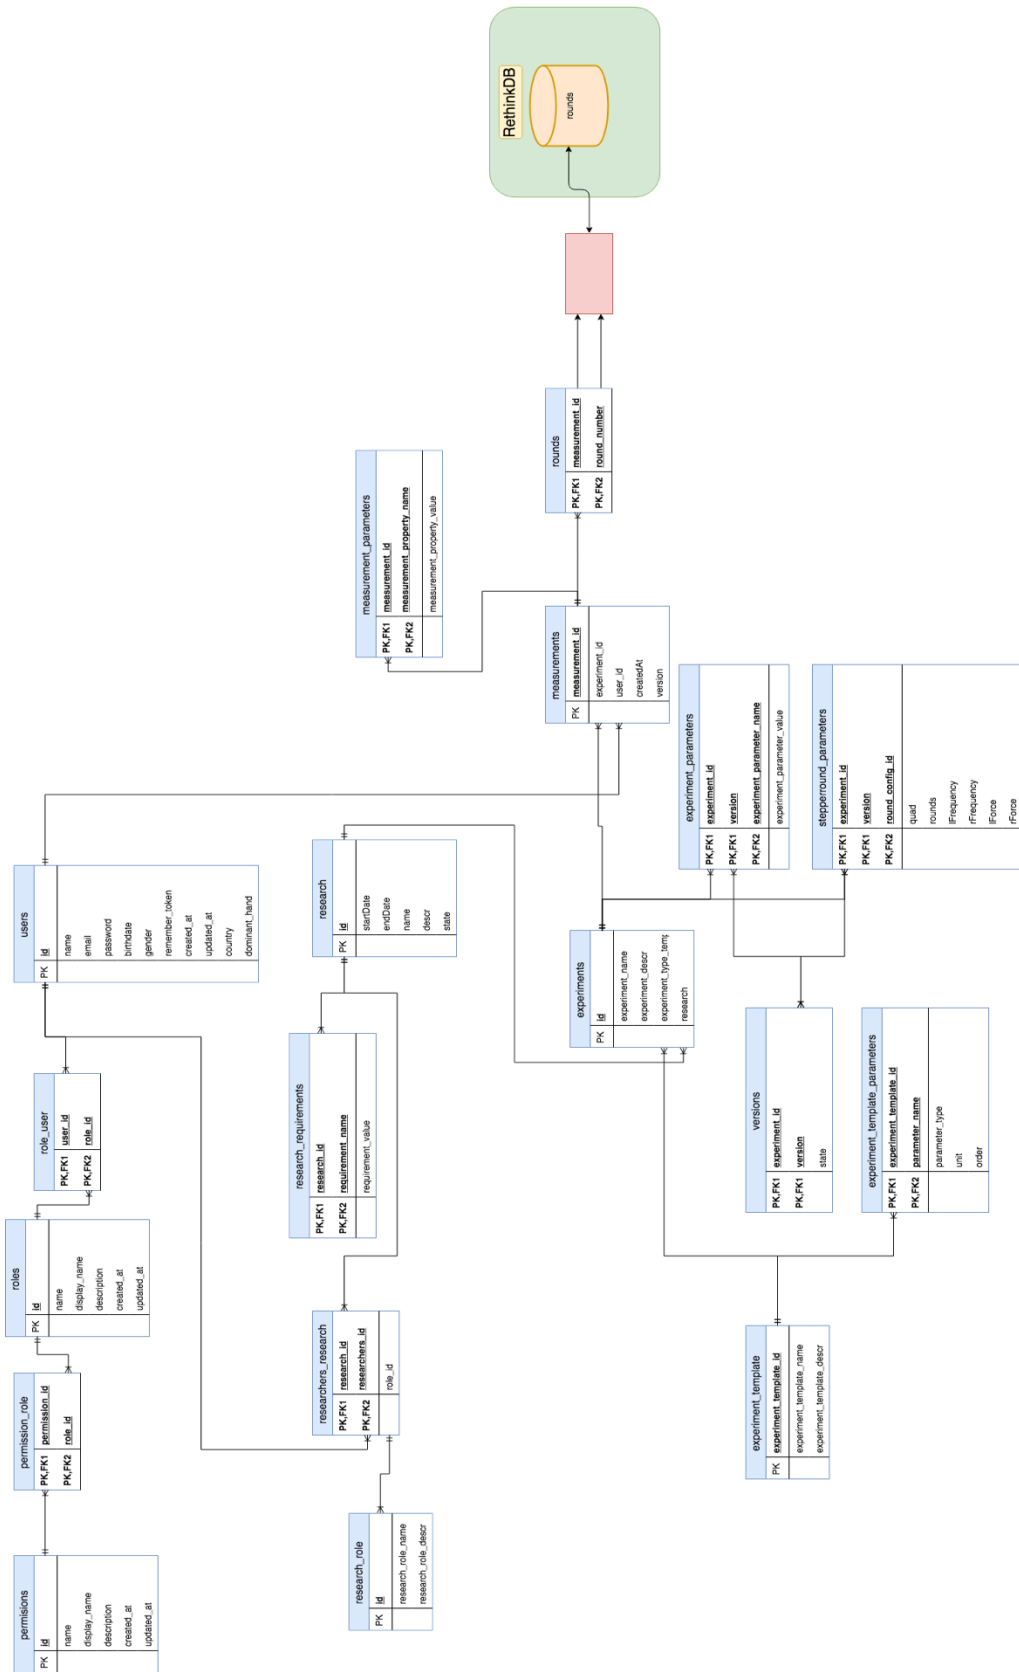 RethinkDB
rounds
rounds
PK,FK1 measurement_id
PK,FK2 round_number
measurement_parameters
PK,FK1 measurement_id
PK,FK2 measurement_property_name
measurement_property_value
measurements
PK measurement_id
experiment_id
user_id
createdAt
version
experiment_parameters
PK,FK1 experiment_id
PK,FK1 version
PK,FK2 experiment_parameter_name
experiment_parameter_value
stepperround_parameters
PK,FK1 experiment_id
PK,FK1 version
PK,FK2 round_config_id
quad
rounds
lFrequency
rFrequency
lForce
rForce
users
PK id
name
email
password
birthdate
gender
remember_token
created_at
updated_at
country
dominant_hand
research
PK id
startDate
endDate
name
descr
state
experiments
PK id
experiment_name
experiment_descr
experiment_type_temp
research
role_user
PK,FK1 user_id
PK,FK2 role_id
research_requirements
PK,FK1 research_id
PK,FK2 requirement_name
requirement_value
versions
PK,FK1 experiment_id
PK,FK1 version
state
experiment_template_parameters
PK,FK1 experiment_template_id
PK,FK2 parameter_name
parameter_type
unit
order
roles
PK id
name
display_name
description
created_at
updated_at
researchers_research
PK,FK1 research_id
PK,FK2 researchers_id
role_id
experiment_template
PK experiment_template_id
experiment_template_name
experiment_template_descr
permission_role
PK,FK1 permission_id
PK,FK2 role_id
research_role
PK id
research_role_name
research_role_descr
permisions
PK id
name
display_name
description
created_at
updated_at